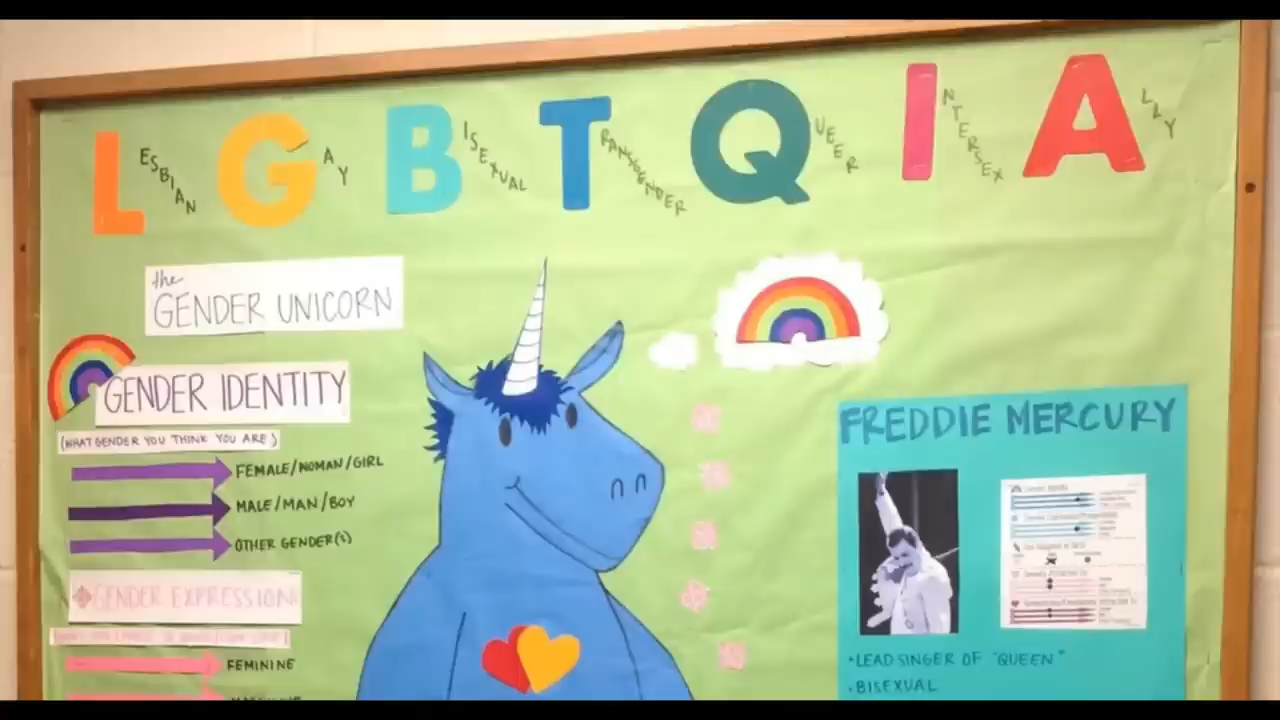 LESBIAN GAY BISEXUAL TRANSGENDER QUEER INTERSEX ALLY
the
GENDER UNICORN
GENDER IDENTITY
(WHAT GENDER YOU THINK YOU ARE)
FEMALE/WOMAN/GIRL
MALE/MAN/BOY
OTHER GENDER(S)
GENDER EXPRESSION
FEMININE
FREDDIE MERCURY
•LEAD SINGER OF "QUEEN"
•BISEXUAL